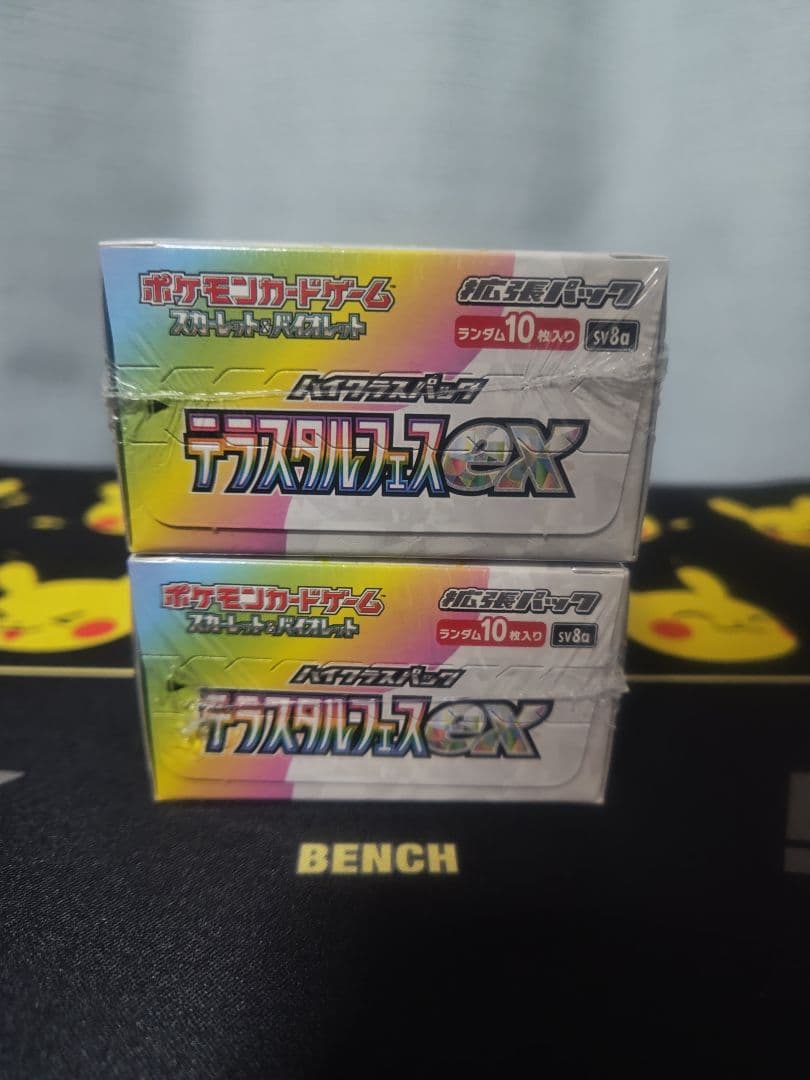 ポケモンカードゲーム
スカーレット&バイオレット
拡張パック
ランダム10枚入り sv8a
ハイクラスパック
テラスタルフェスex
ポケモンカードゲーム
スカーレット&バイオレット
拡張パック
ランダム10枚入り sv8a
ハイクラスパック
テラスタルフェスex
BENCH